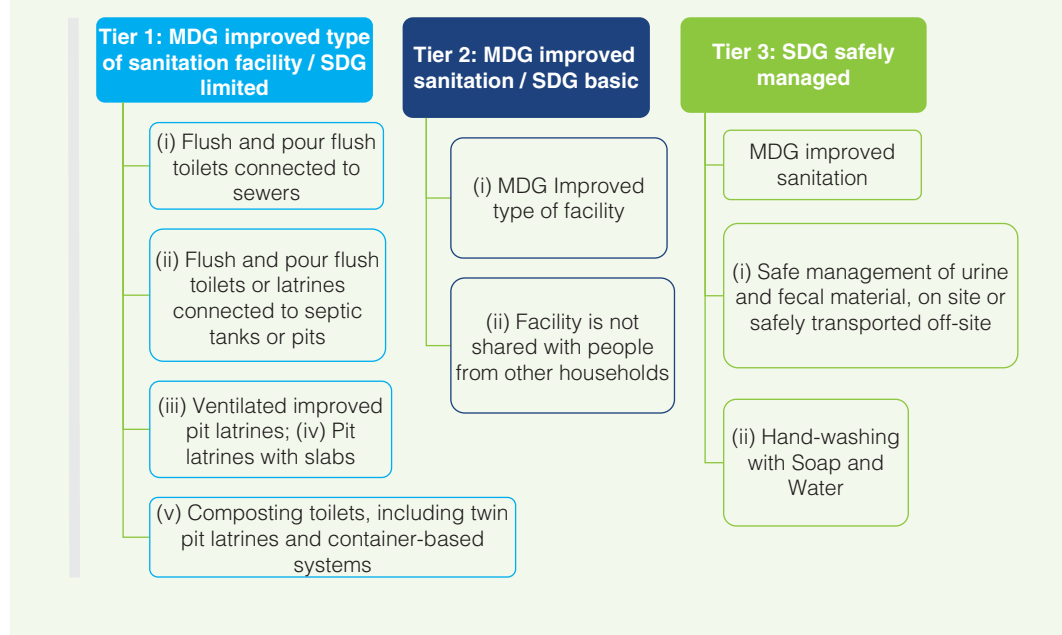 Tier 1: MDG improved type
of sanitation facility / SDG
limited
(i) Flush and pour flush
toilets connected to
sewers
(ii) Flush and pour flush
toilets or latrines
connected to septic
tanks or pits
(iii) Ventilated improved
pit latrines; (iv) Pit
latrines with slabs
(v) Composting toilets, including twin
pit latrines and container-based
systems
Tier 2: MDG improved
sanitation / SDG basic
(i) MDG Improved
type of facility
(ii) Facility is not
shared with people
from other households
Tier 3: SDG safely
managed
MDG improved
sanitation
(i) Safe management of urine
and fecal material, on site or
safely transported off-site
(ii) Hand-washing
with Soap and
Water